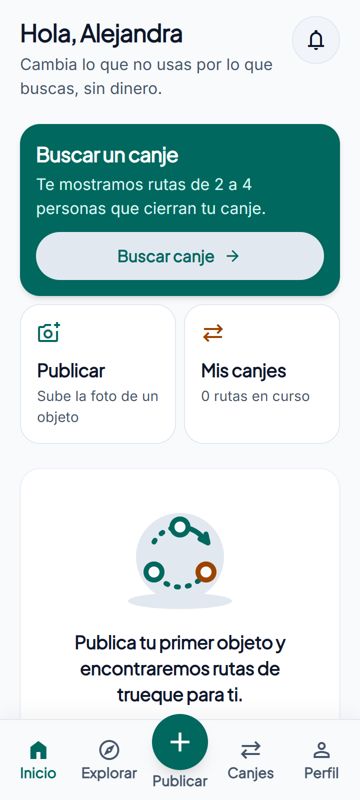 Hola, Alejandra
Cambia lo que no usas por lo que
buscas, sin dinero.
Buscar un canje
Te mostramos rutas de 2 a 4
personas que cierran tu canje.
Buscar canje
Publicar
Sube la foto de un
objeto
Mis canjes
0 rutas en curso
Publica tu primer objeto y
encontraremos rutas de
trueque para ti.
Inicio
Explorar
Publicar
Canjes
Perfil